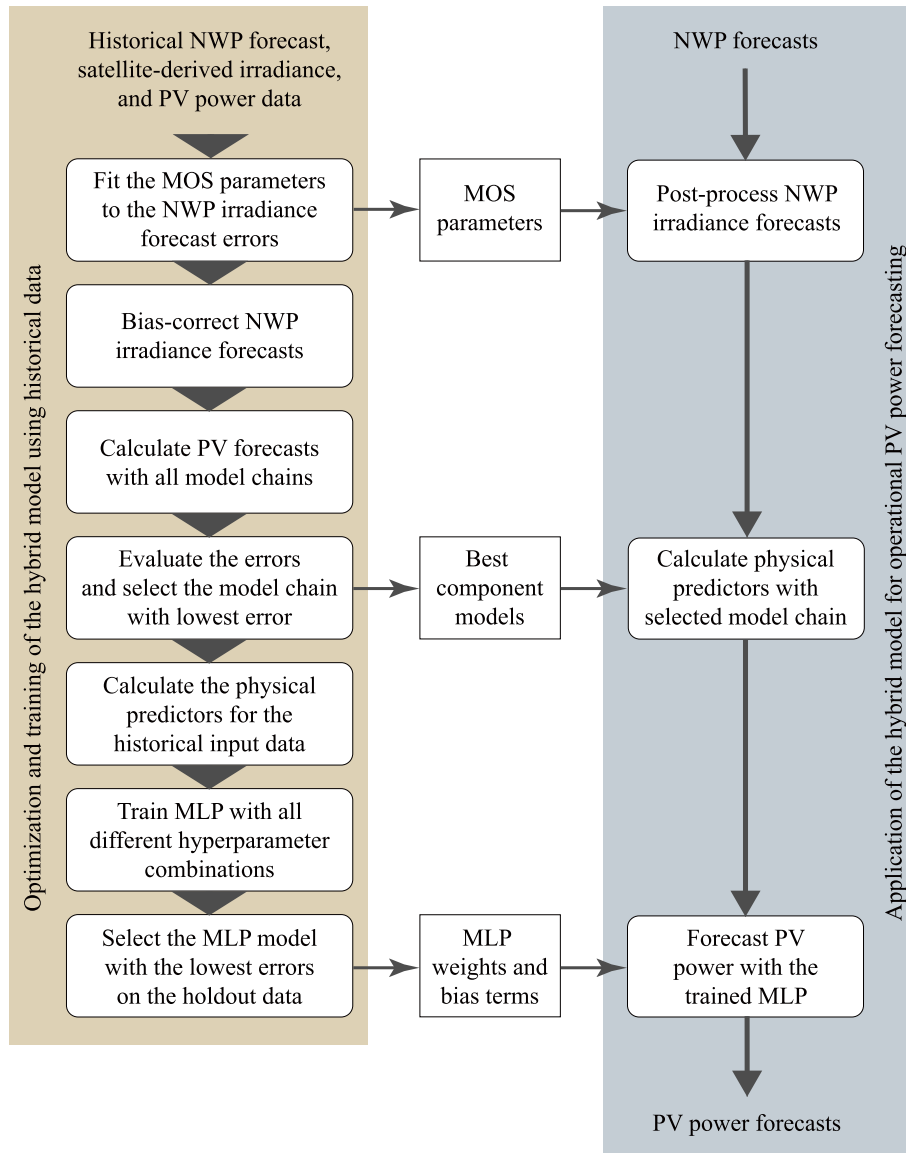 Historical NWP forecast,
satellite-derived irradiance,
and PV power data
Fit the MOS parameters
to the NWP irradiance
forecast errors
Bias-correct NWP
irradiance forecasts
Calculate PV forecasts
with all model chains
Evaluate the errors
and select the model chain
with lowest error
Calculate the physical
predictors for the
historical input data
Train MLP with all
different hyperparameter
combinations
Select the MLP model
with the lowest errors
on the holdout data
Optimization and training of the hybrid model using historical data
MOS
parameters
Best
component
models
MLP
weights and
bias terms
NWP forecasts
Post-process NWP
irradiance forecasts
Calculate physical
predictors with
selected model chain
Forecast PV
power with the
trained MLP
PV power forecasts
Application of the hybrid model for operational PV power forecasting